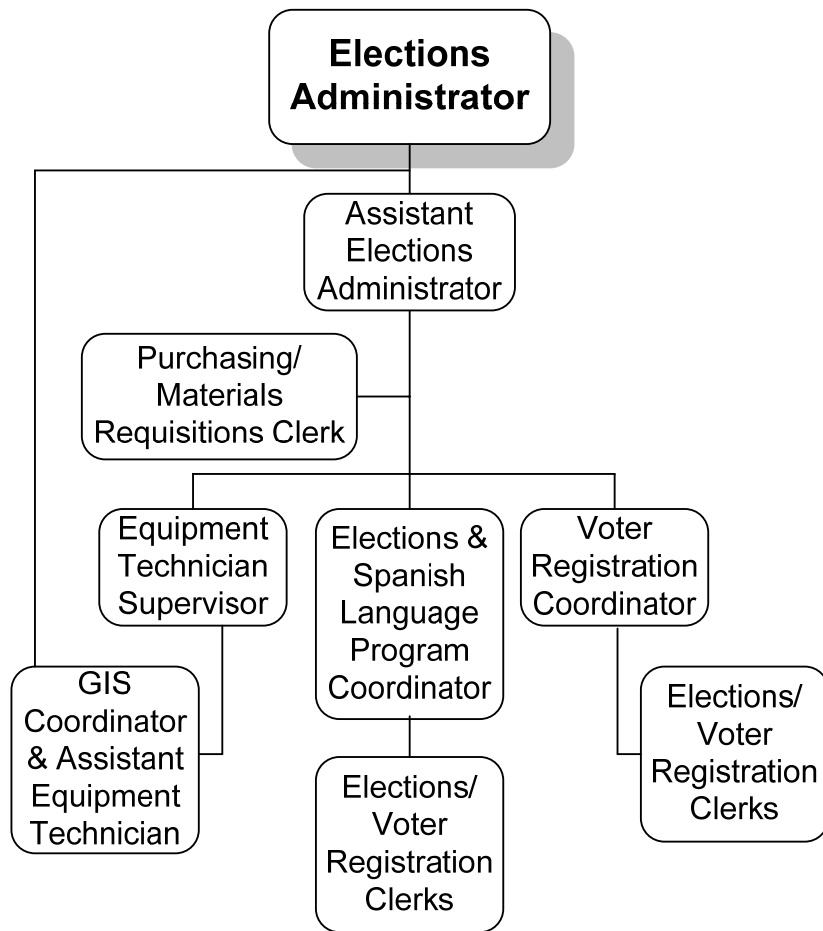 Elections
Administrator
Assistant
Elections
Administrator
Purchasing/
Materials
Requisitions Clerk
Equipment
Technician
Supervisor
Elections &
Spanish
Language
Program
Coordinator
Voter
Registration
Coordinator
GIS
Coordinator
& Assistant
Equipment
Technician
Elections/
Voter
Registration
Clerks
Elections/
Voter
Registration
Clerks